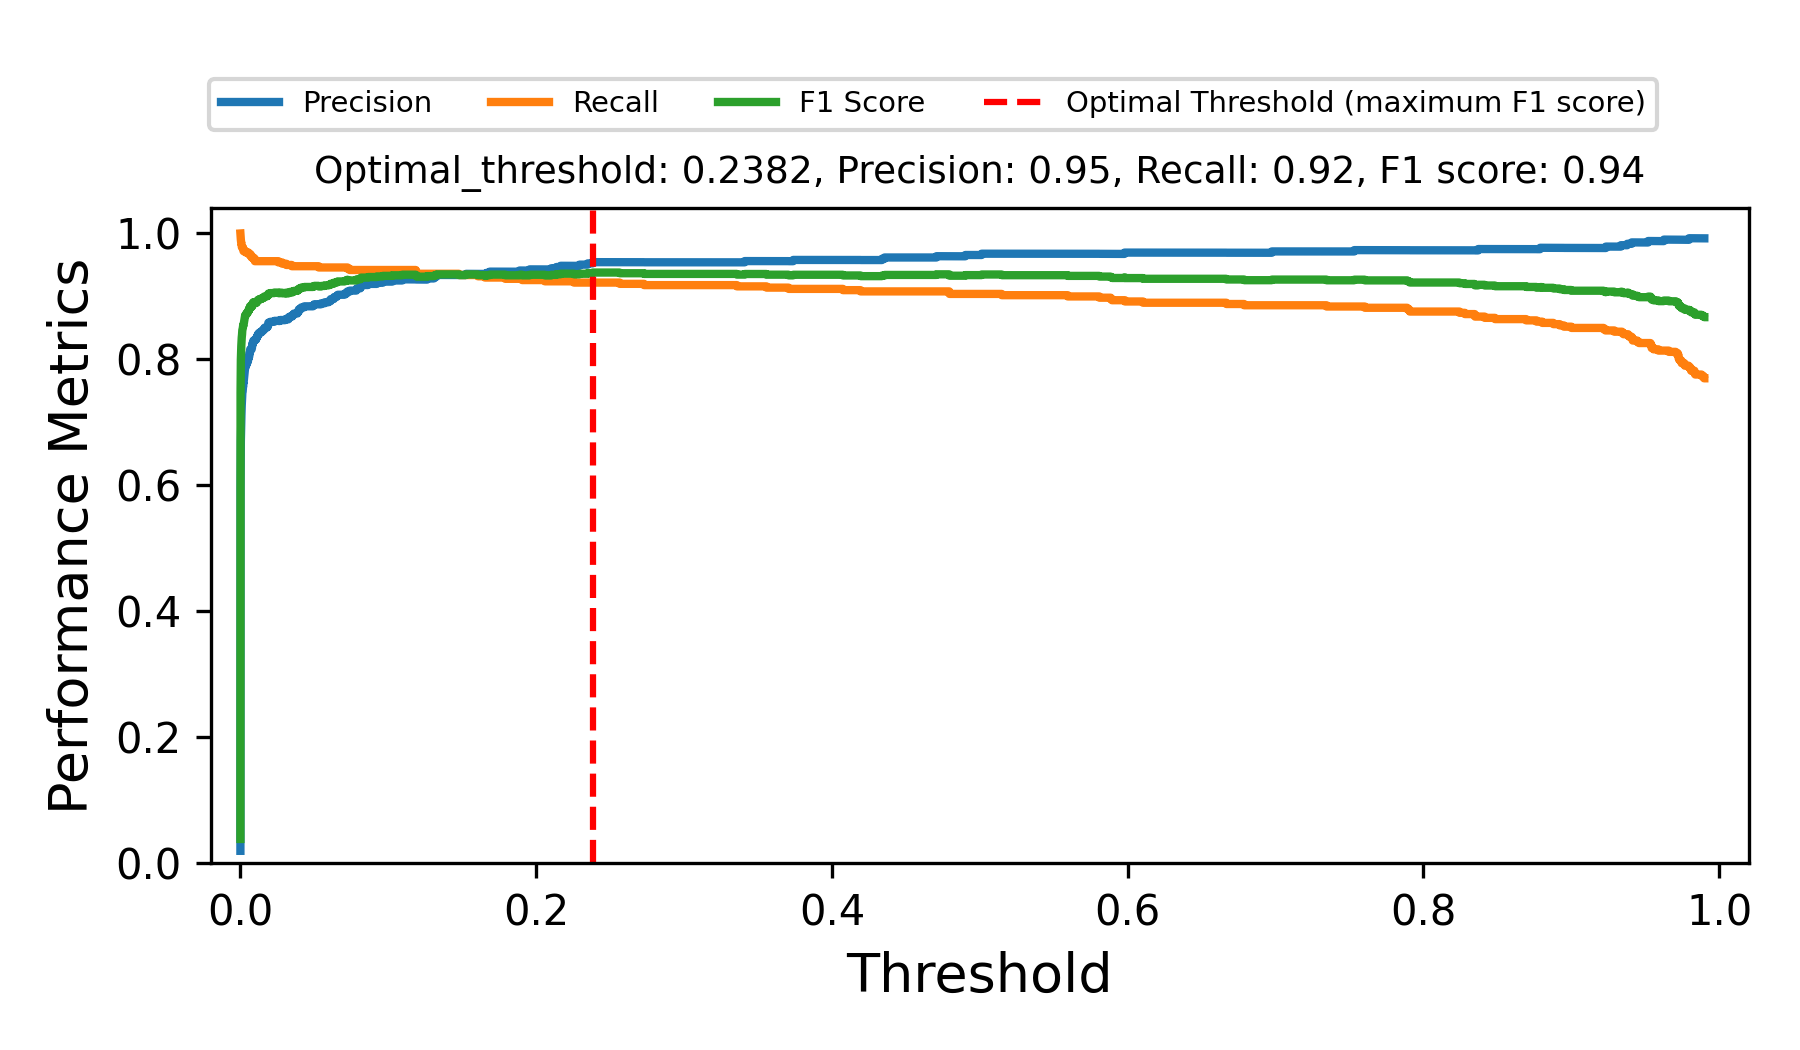 Precision Recall F1 Score Optimal Threshold (maximum F1 score)
Optimal_threshold: 0.2382, Precision: 0.95, Recall: 0.92, F1 score: 0.94
Performance Metrics
1.0
0.8
0.6
0.4
0.2
0.0
0.0 0.2 0.4 0.6 0.8 1.0
Threshold